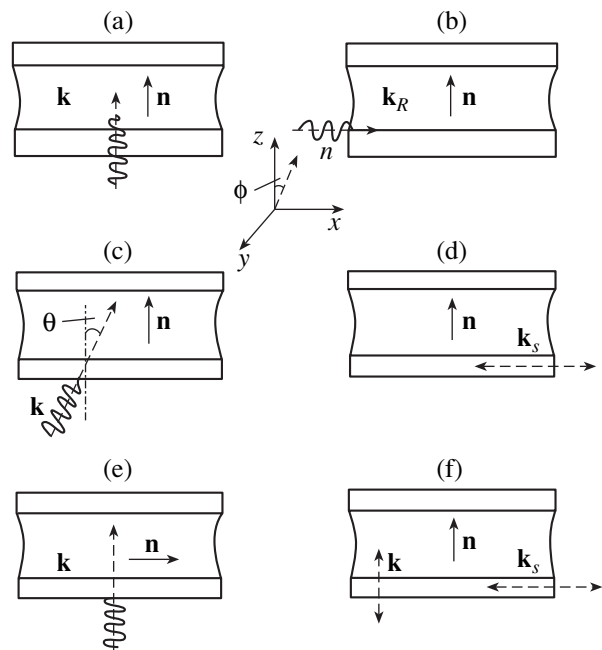 (a) (b)
k n k_R n
n
z
ϕ
x
y
(c) (d)
θ n n
k_s
k
(e) (f)
n n
k k k_s